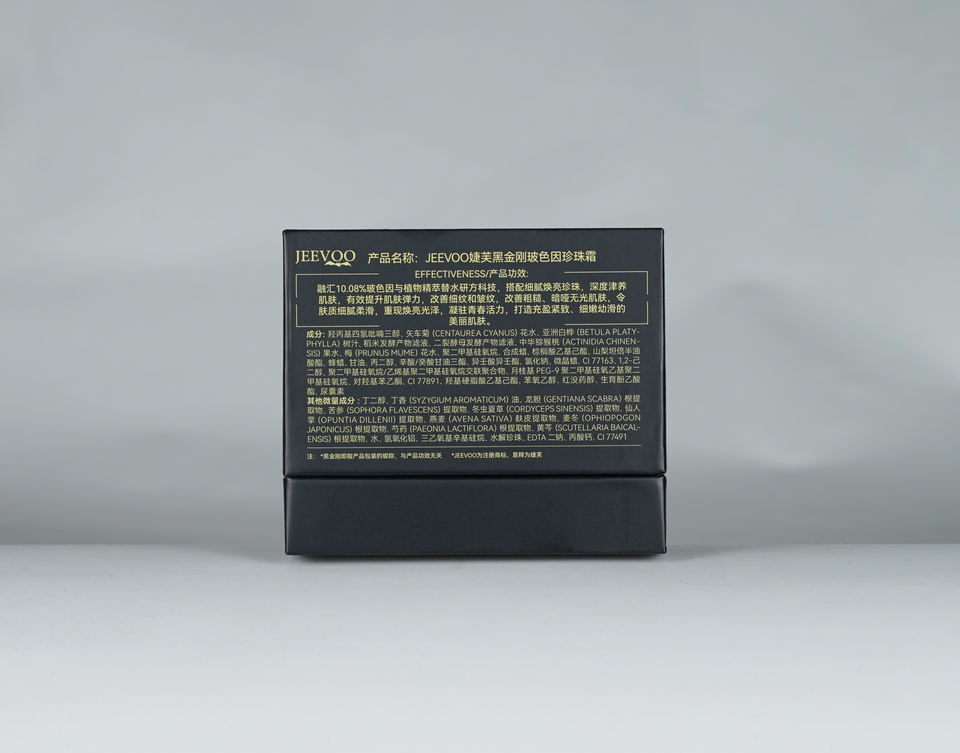 JEEVOO 产品名称：JEEVOO婕芙黑金刚玻色因珍珠霜
EFFECTIVENESS/产品功效:
融汇10.08%玻色因与植物精萃替水研方科技，搭配细腻焕亮珍珠，深度津养
肌肤，有效提升肌肤弹力，改善细纹和皱纹，改善粗糙、暗哑无光肌肤，令
肤质细腻柔滑，重现焕亮光泽，凝驻青春活力，打造充盈紧致、细嫩幼滑的
美丽肌肤。
成分：羟丙基四氢吡喃三醇、矢车菊 (CENTAUREA CYANUS) 花水、亚洲白桦 (BETULA PLATY-
PHYLLA) 树汁、稻米发酵产物滤液、二裂酵母发酵产物滤液、中华猕猴桃 (ACTINIDIA CHINEN-
SIS) 果水、梅 (PRUNUS MUME) 花水、聚二甲基硅氧烷、合成蜡、棕榈酸乙基己酯、山梨坦倍半油
酸酯、蜂蜡、甘油、丙二醇、辛酸/癸酸甘油三酯、异壬酸异壬酯、氯化钠、微晶蜡、CI 77163、1,2-己
二醇、聚二甲基硅氧烷/乙烯基聚二甲基硅氧烷交联聚合物、月桂基 PEG-9 聚二甲基硅氧乙基聚二
甲基硅氧烷、对羟基苯乙酮、CI 77891、羟基硬脂酸乙基己酯、苯氧乙醇、红没药醇、生育酚乙酸
酯、尿囊素
其他微量成分：丁二醇、丁香 (SYZYGIUM AROMATICUM) 油、龙胆 (GENTIANA SCABRA) 根提
取物、苦参 (SOPHORA FLAVESCENS) 提取物、冬虫夏草 (CORDYCEPS SINENSIS) 提取物、仙人
掌 (OPUNTIA DILLENII) 提取物、燕麦 (AVENA SATIVA) 麸皮提取物、麦冬 (OPHIOPOGON
JAPONICUS) 根提取物、芍药 (PAEONIA LACTIFLORA) 根提取物、黄芩 (SCUTELLARIA BAICAL-
ENSIS) 根提取物、水、氢氧化铝、三乙氧基辛基硅烷、水解珍珠、EDTA 二钠、丙酸钙、CI 77491
注： *黑金刚即指产品包装的昵称，与产品功效无关 *JEEVOO为注册商标，意释为婕芙